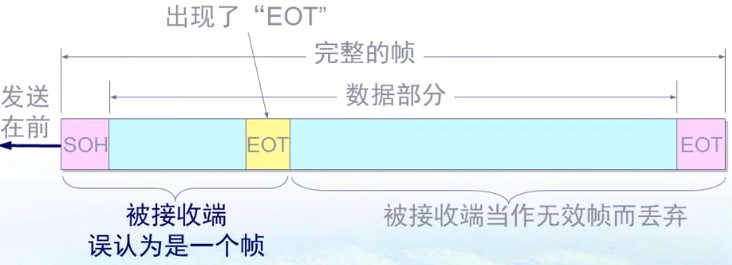 出现了“EOT”
完整的帧
发送
在前
数据部分
SOH
EOT
EOT
被接收端
误认为是一个帧
被接收端当作无效帧而丢弃